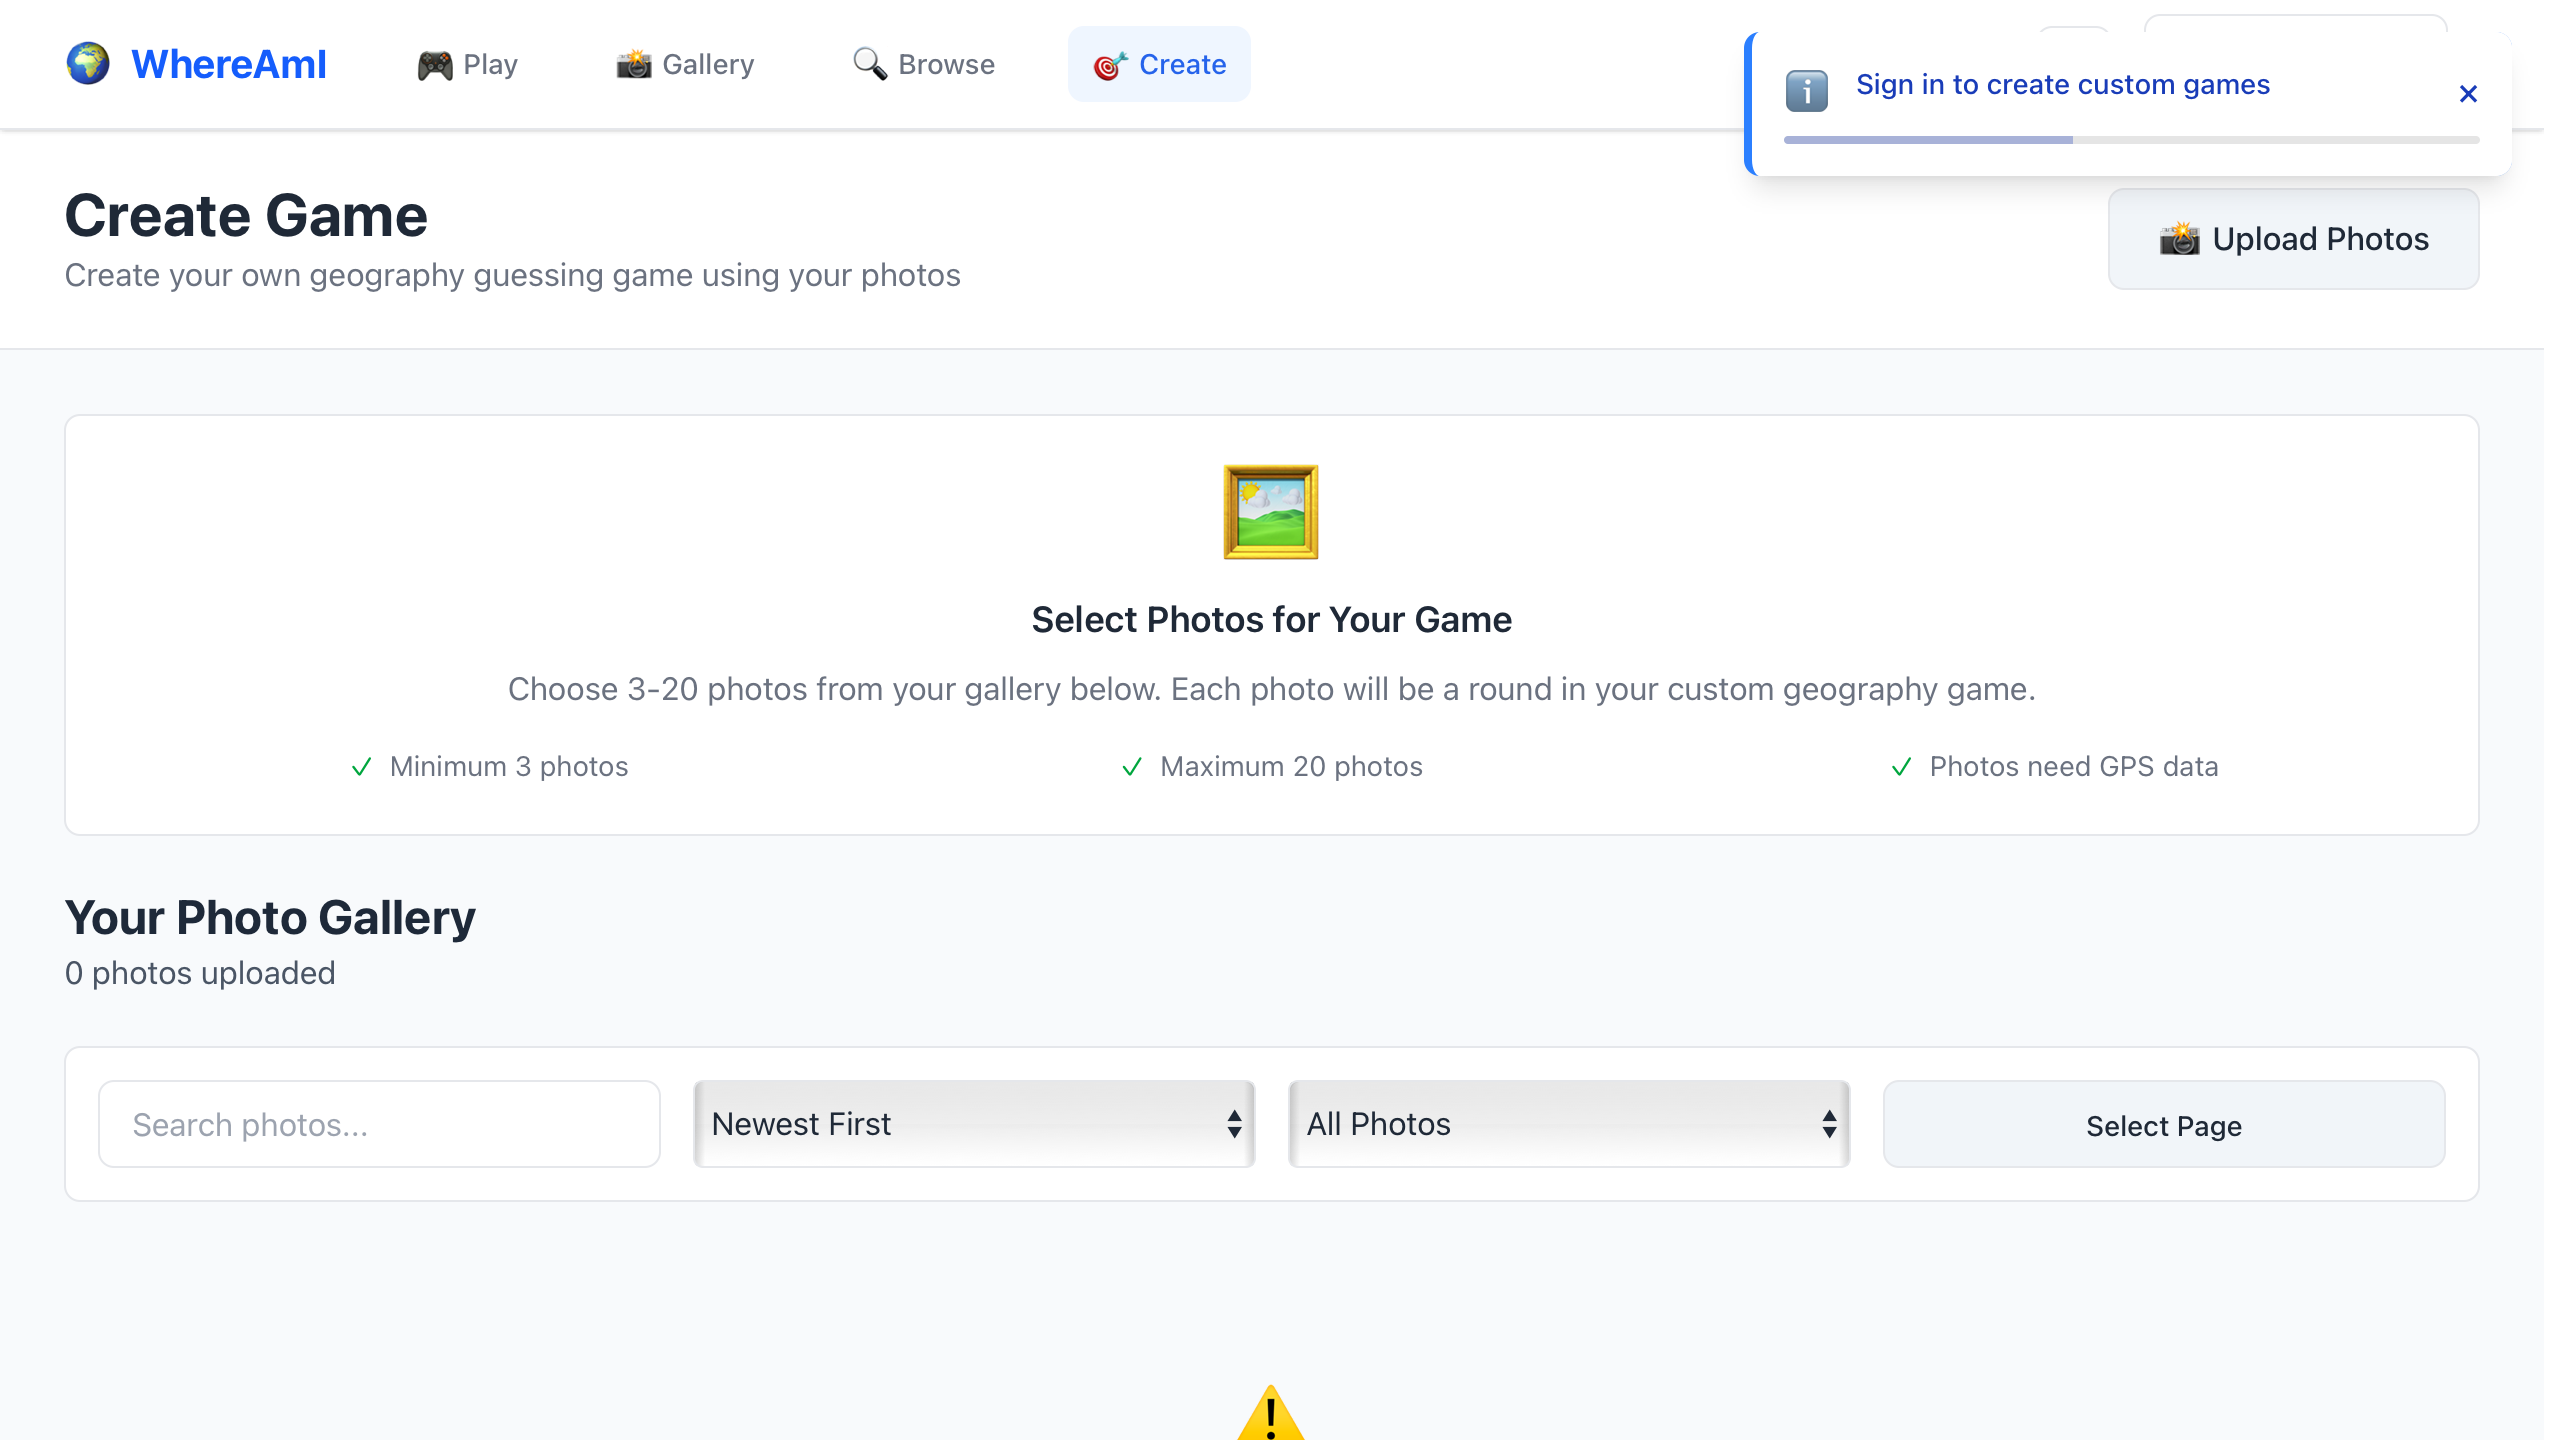 WhereAmI
Play
Gallery
Browse
Create
Sign in to create custom games
Create Game
Create your own geography guessing game using your photos
Upload Photos
Select Photos for Your Game
Choose 3-20 photos from your gallery below. Each photo will be a round in your custom geography game.
Minimum 3 photos
Maximum 20 photos
Photos need GPS data
Your Photo Gallery
0 photos uploaded
Search photos...
Newest First
All Photos
Select Page